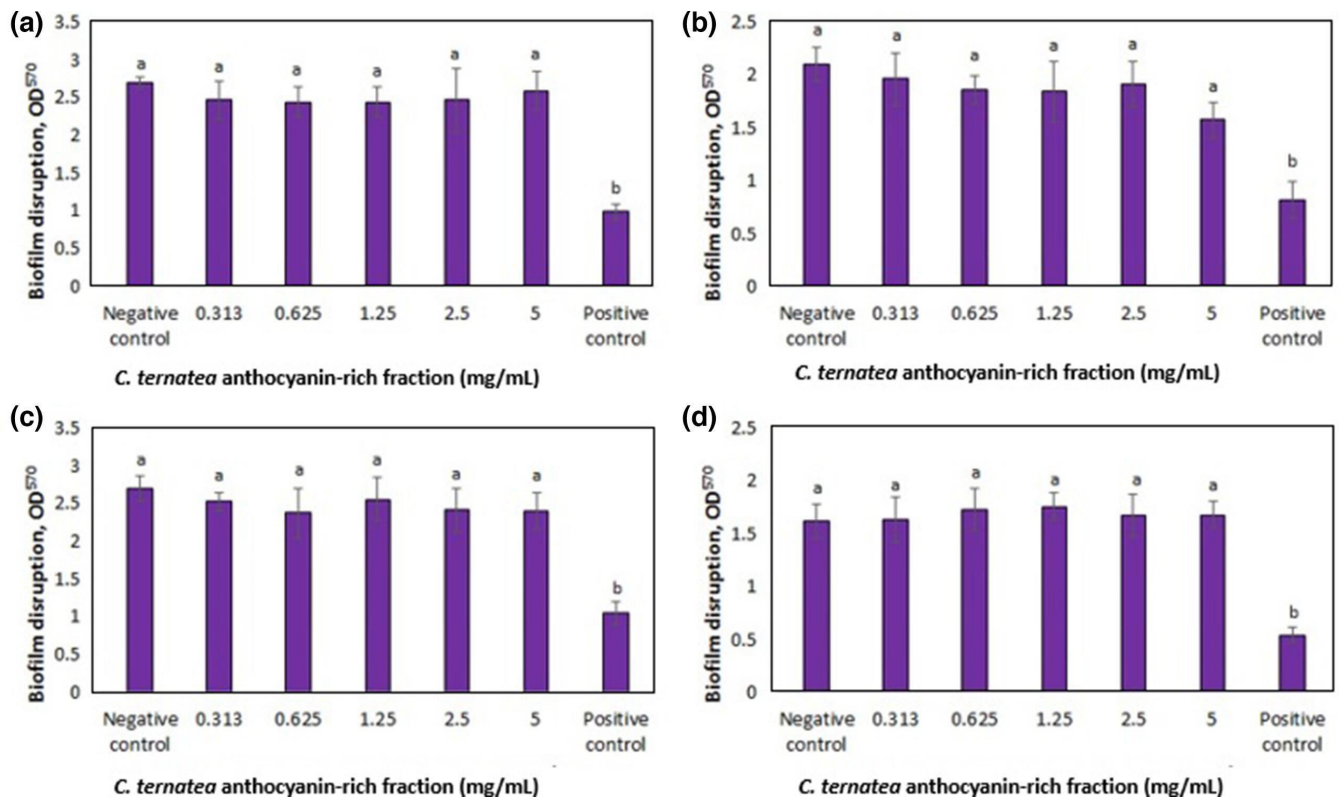 (a)
Biofilm disruption, OD⁵⁷⁰
3.5
3
2.5
2
1.5
1
0.5
0
a
a
a
a
a
a
b
Negative control
0.313
0.625
1.25
2.5
5
Positive control
C. ternatea anthocyanin-rich fraction (mg/mL)
(b)
Biofilm disruption, OD⁵⁷⁰
2.5
2
1.5
1
0.5
0
a
a
a
a
a
a
b
Negative control
0.313
0.625
1.25
2.5
5
Positive control
C. ternatea anthocyanin-rich fraction (mg/mL)
(c)
Biofilm disruption, OD⁵⁷⁰
3.5
3
2.5
2
1.5
1
0.5
0
a
a
a
a
a
a
b
Negative control
0.313
0.625
1.25
2.5
5
Positive control
C. ternatea anthocyanin-rich fraction (mg/mL)
(d)
Biofilm disruption, OD⁵⁷⁰
2.5
2
1.5
1
0.5
0
a
a
a
a
a
a
b
Negative control
0.313
0.625
1.25
2.5
5
Positive control
C. ternatea anthocyanin-rich fraction (mg/mL)